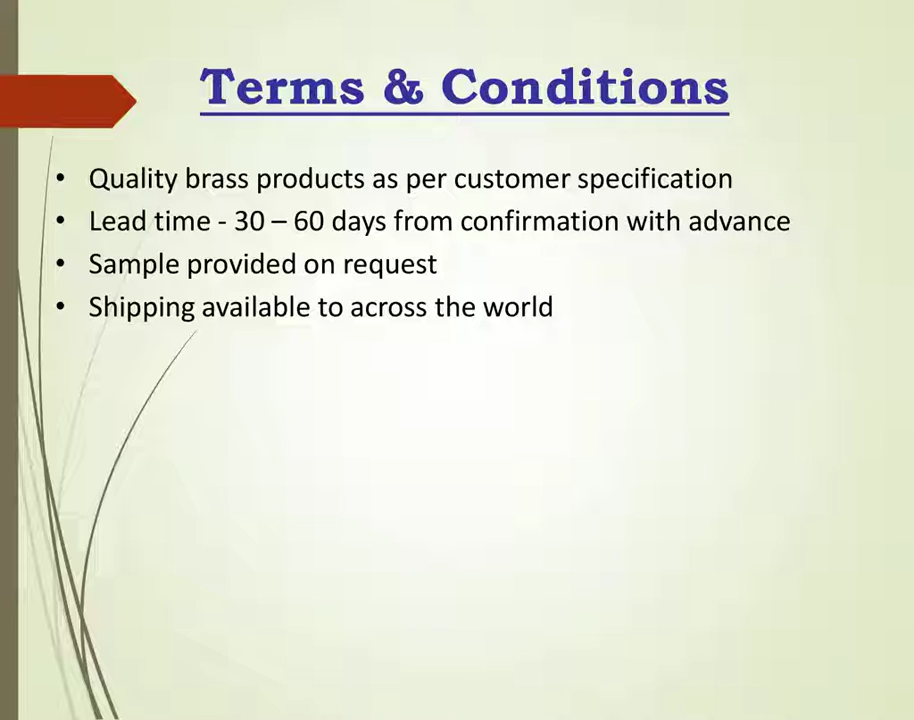 Terms & Conditions
• Quality brass products as per customer specification
• Lead time - 30 – 60 days from confirmation with advance
• Sample provided on request
• Shipping available to across the world